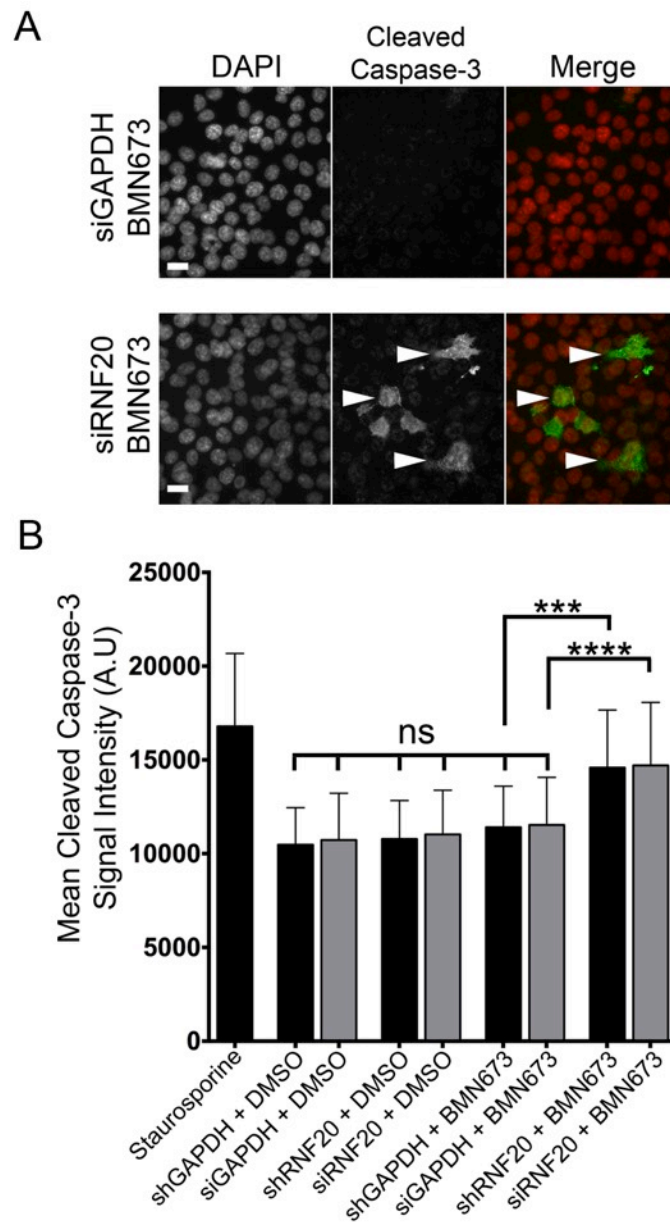 A
DAPI
Cleaved
Caspase-3
Merge
siGAPDH
BMN673
siRNF20
BMN673
B
Mean Cleaved Caspase-3
Signal Intensity (A.U)
25000
20000
15000
10000
5000
0
ns
***
****
Staurosporine
shGAPDH + DMSO
siGAPDH + DMSO
shRNF20 + DMSO
siRNF20 + DMSO
shGAPDH + BMN673
siGAPDH + BMN673
shRNF20 + BMN673
siRNF20 + BMN673